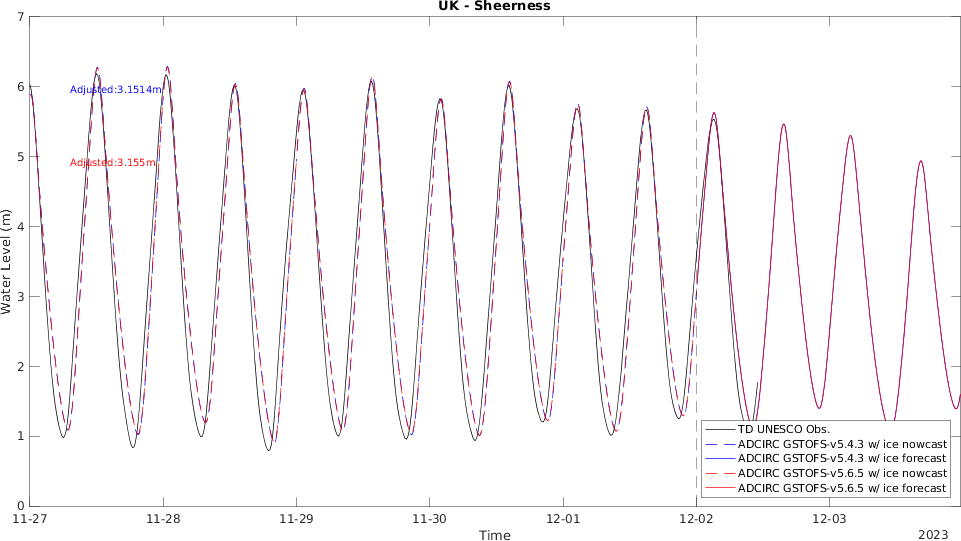 UK - Sheerness
7
6
5
4
3
2
1
0
Water Level (m)
Adjusted:3.1514m
Adjusted:3.155m
TD UNESCO Obs.
ADCIRC GSTOFS-v5.4.3 w/ ice nowcast
ADCIRC GSTOFS-v5.4.3 w/ ice forecast
ADCIRC GSTOFS-v5.6.5 w/ ice nowcast
ADCIRC GSTOFS-v5.6.5 w/ ice forecast
11-27
11-28
11-29
11-30
12-01
12-02
12-03
Time
2023